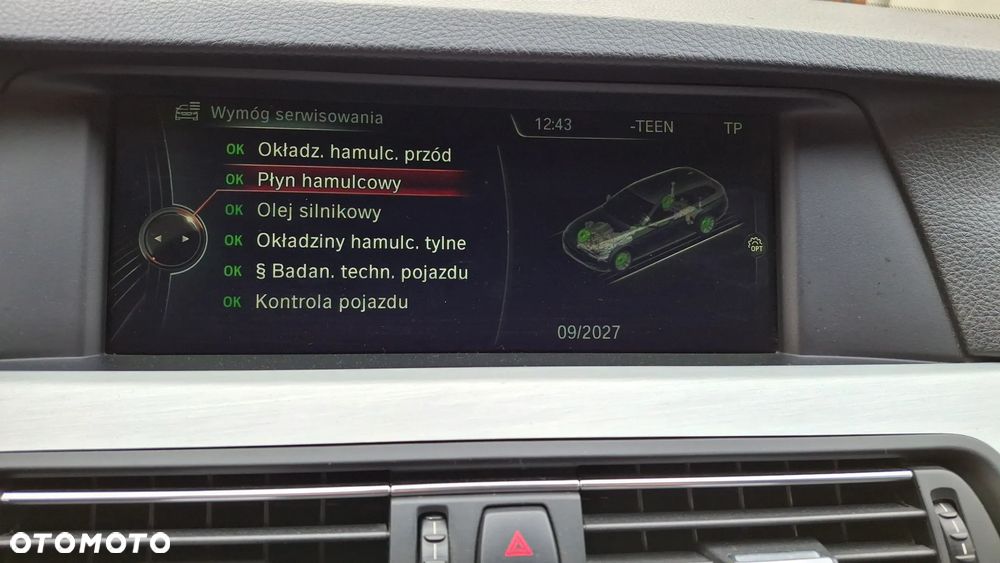 Wymóg serwisowania
12:43 -TEEN TP
OK Okładz. hamulc. przód
OK Płyn hamulcowy
OK Olej silnikowy
OK Okładziny hamulc. tylne
OK § Badan. techn. pojazdu
OK Kontrola pojazdu
OPT
09/2027
OTOMOTO